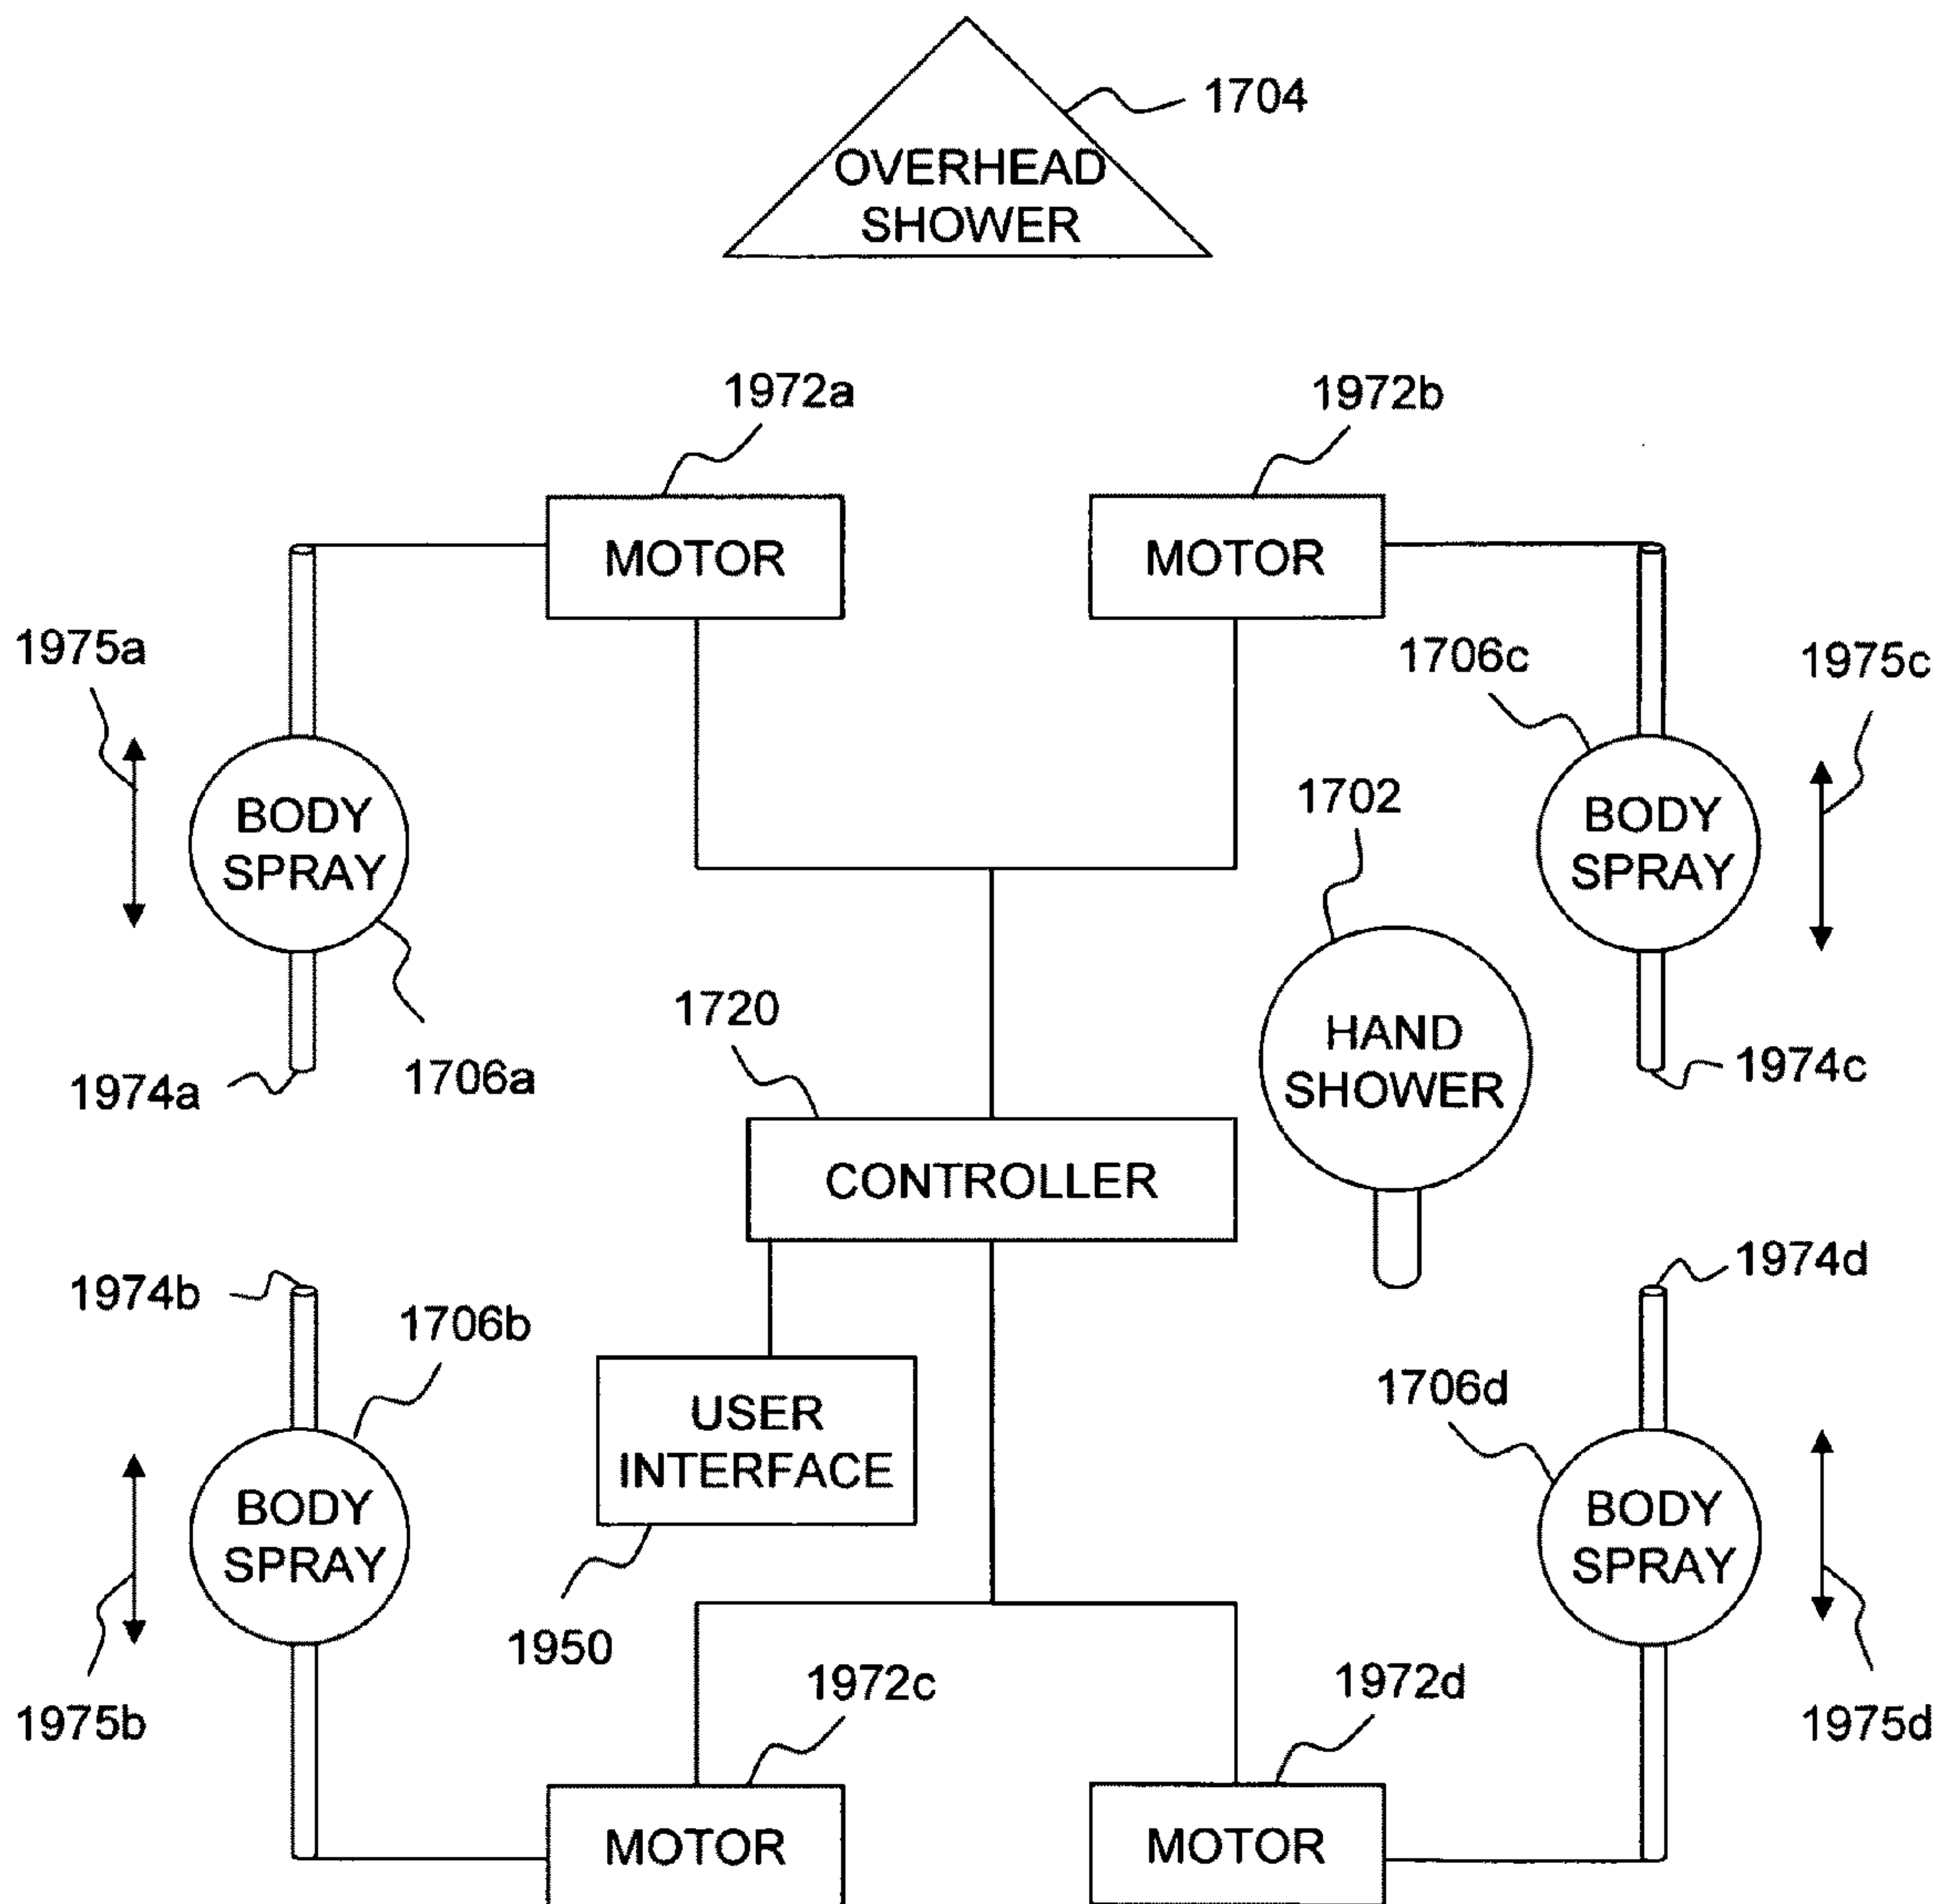 1704
OVERHEAD
SHOWER
1972a
1972b
MOTOR
MOTOR
1975a
1706c
1975c
BODY
SPRAY
1702
BODY
SPRAY
1720
HAND
SHOWER
1974a
1706a
1974c
CONTROLLER
1974b
1706b
1974d
USER
INTERFACE
1706d
BODY
SPRAY
BODY
SPRAY
1950
1975b
1972c
1972d
1975d
MOTOR
MOTOR